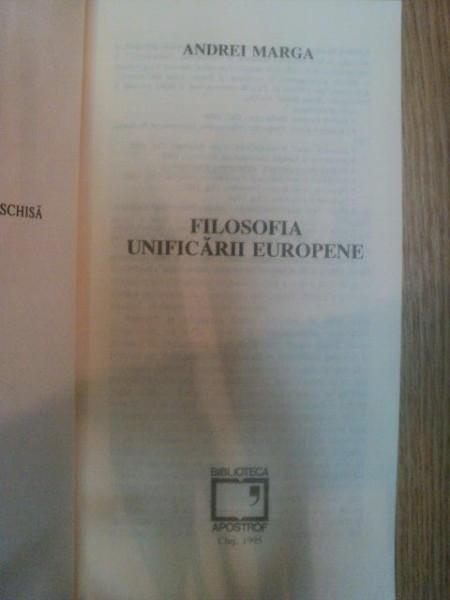 SCHISĂ
ANDREI MARGA
FILOSOFIA
UNIFICĂRII EUROPENE
BIBLIOTECA
APOSTROF
Cluj, 1995